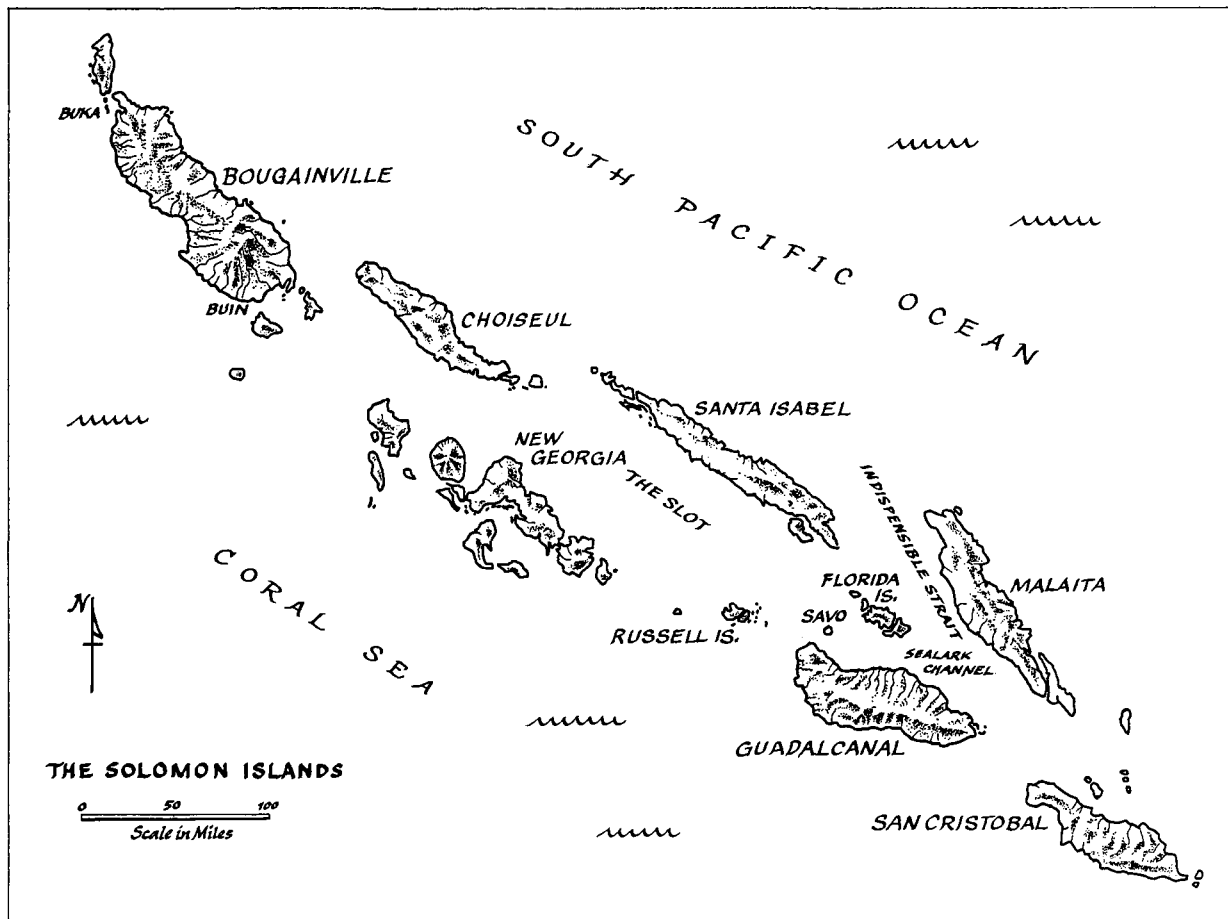 BUKA
BOUGAINVILLE
BUIN
SOUTH PACIFIC OCEAN
CHOISEUL
SANTA ISABEL
NEW
GEORGIA
THE SLOT
INDISPENSIBLE STRAIT
MALAITA
FLORIDA
IS.
SAVO
RUSSELL IS.
SEALARK
CHANNEL
CORAL SEA
N
GUADALCANAL
SAN CRISTOBAL
THE SOLOMON ISLANDS
0 50 100
Scale in Miles